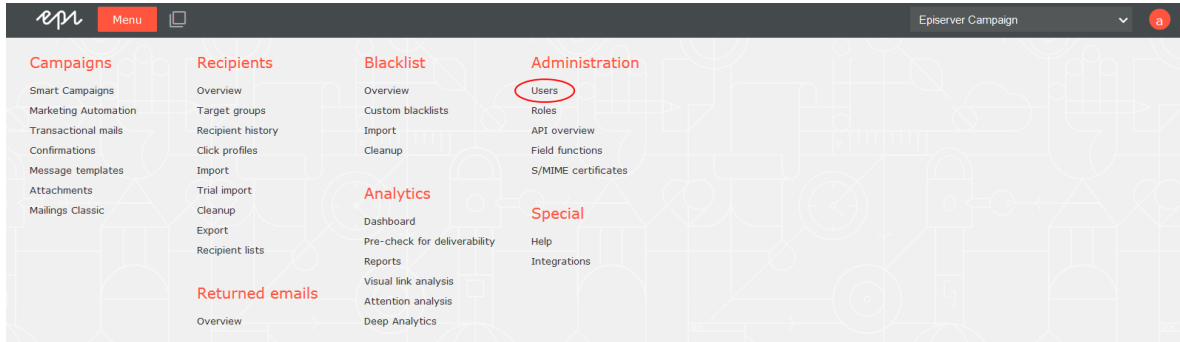 epi
Menu
Episerver Campaign
a
Campaigns
Smart Campaigns
Marketing Automation
Transactional mails
Confirmations
Message templates
Attachments
Mailings Classic
Recipients
Overview
Target groups
Recipient history
Click profiles
Import
Trial import
Cleanup
Export
Recipient lists
Returned emails
Overview
Blacklist
Overview
Custom blacklists
Import
Cleanup
Analytics
Dashboard
Pre-check for deliverability
Reports
Visual link analysis
Attention analysis
Deep Analytics
Administration
Users
Roles
API overview
Field functions
S/MIME certificates
Special
Help
Integrations